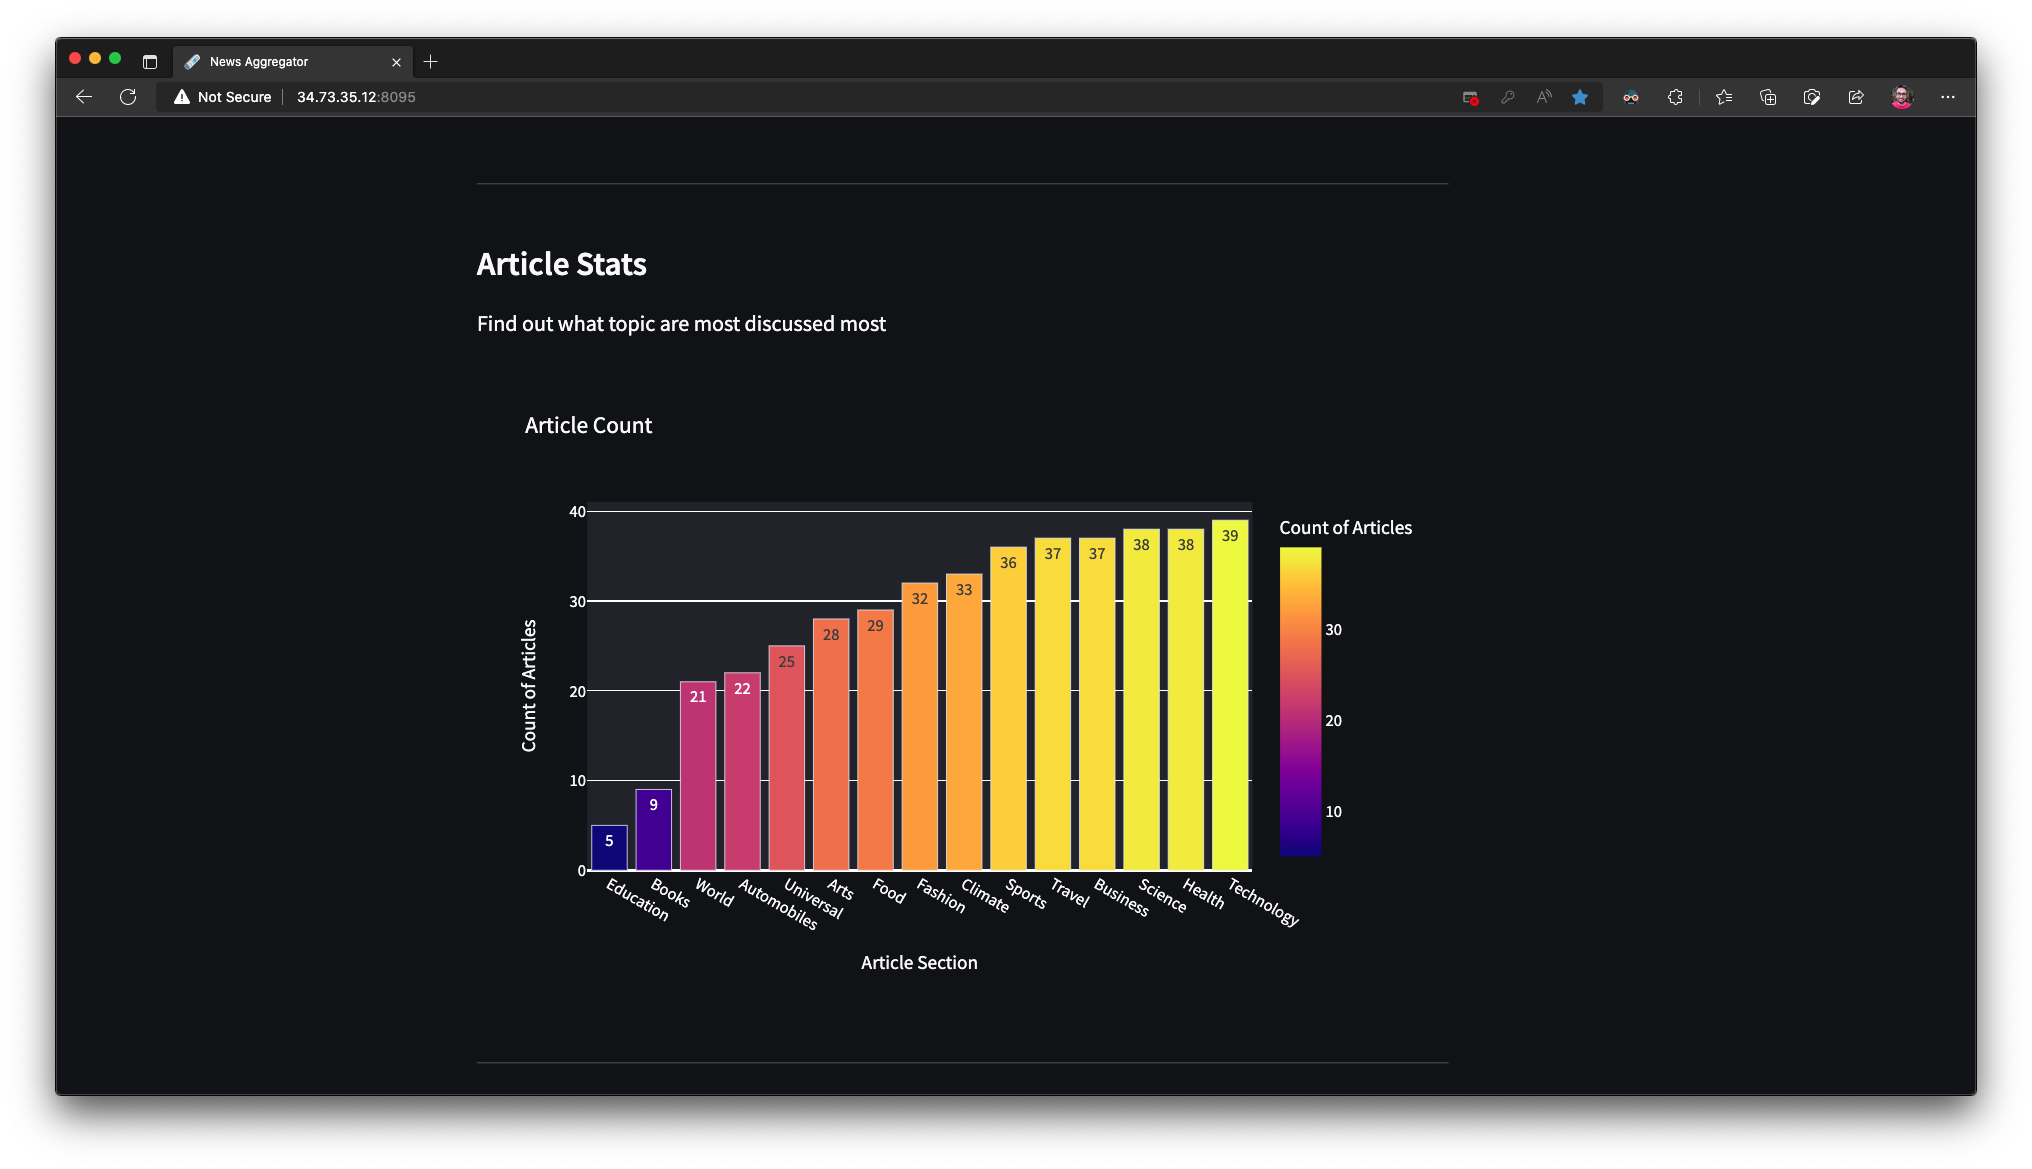 News Aggregator
Not Secure 34.73.35.12:8095
Article Stats
Find out what topic are most discussed most
Article Count
Count of Articles
40
30
20
10
0
5
9
21
22
25
28
29
32
33
36
37
37
38
38
39
Education
Books
World
Automobiles
Universal
Arts
Food
Fashion
Climate
Sports
Travel
Business
Science
Health
Technology
Article Section
Count of Articles
30
20
10